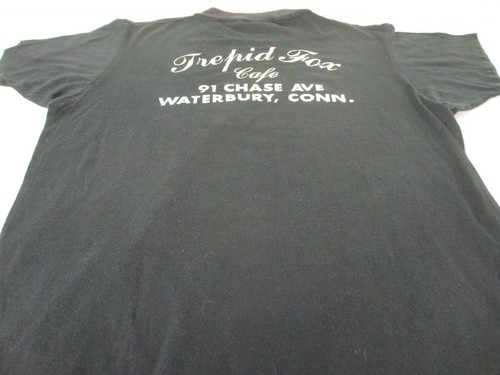 Trepid Fox
Cafe
91 CHASE AVE
WATERBURY, CONN.